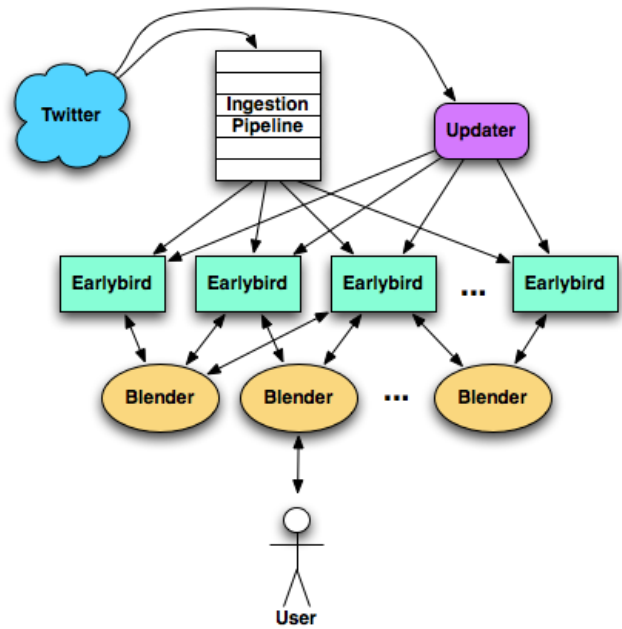 Twitter
Ingestion
Pipeline
Updater
Earlybird
Earlybird
Earlybird
...
Earlybird
Blender
Blender
...
Blender
User